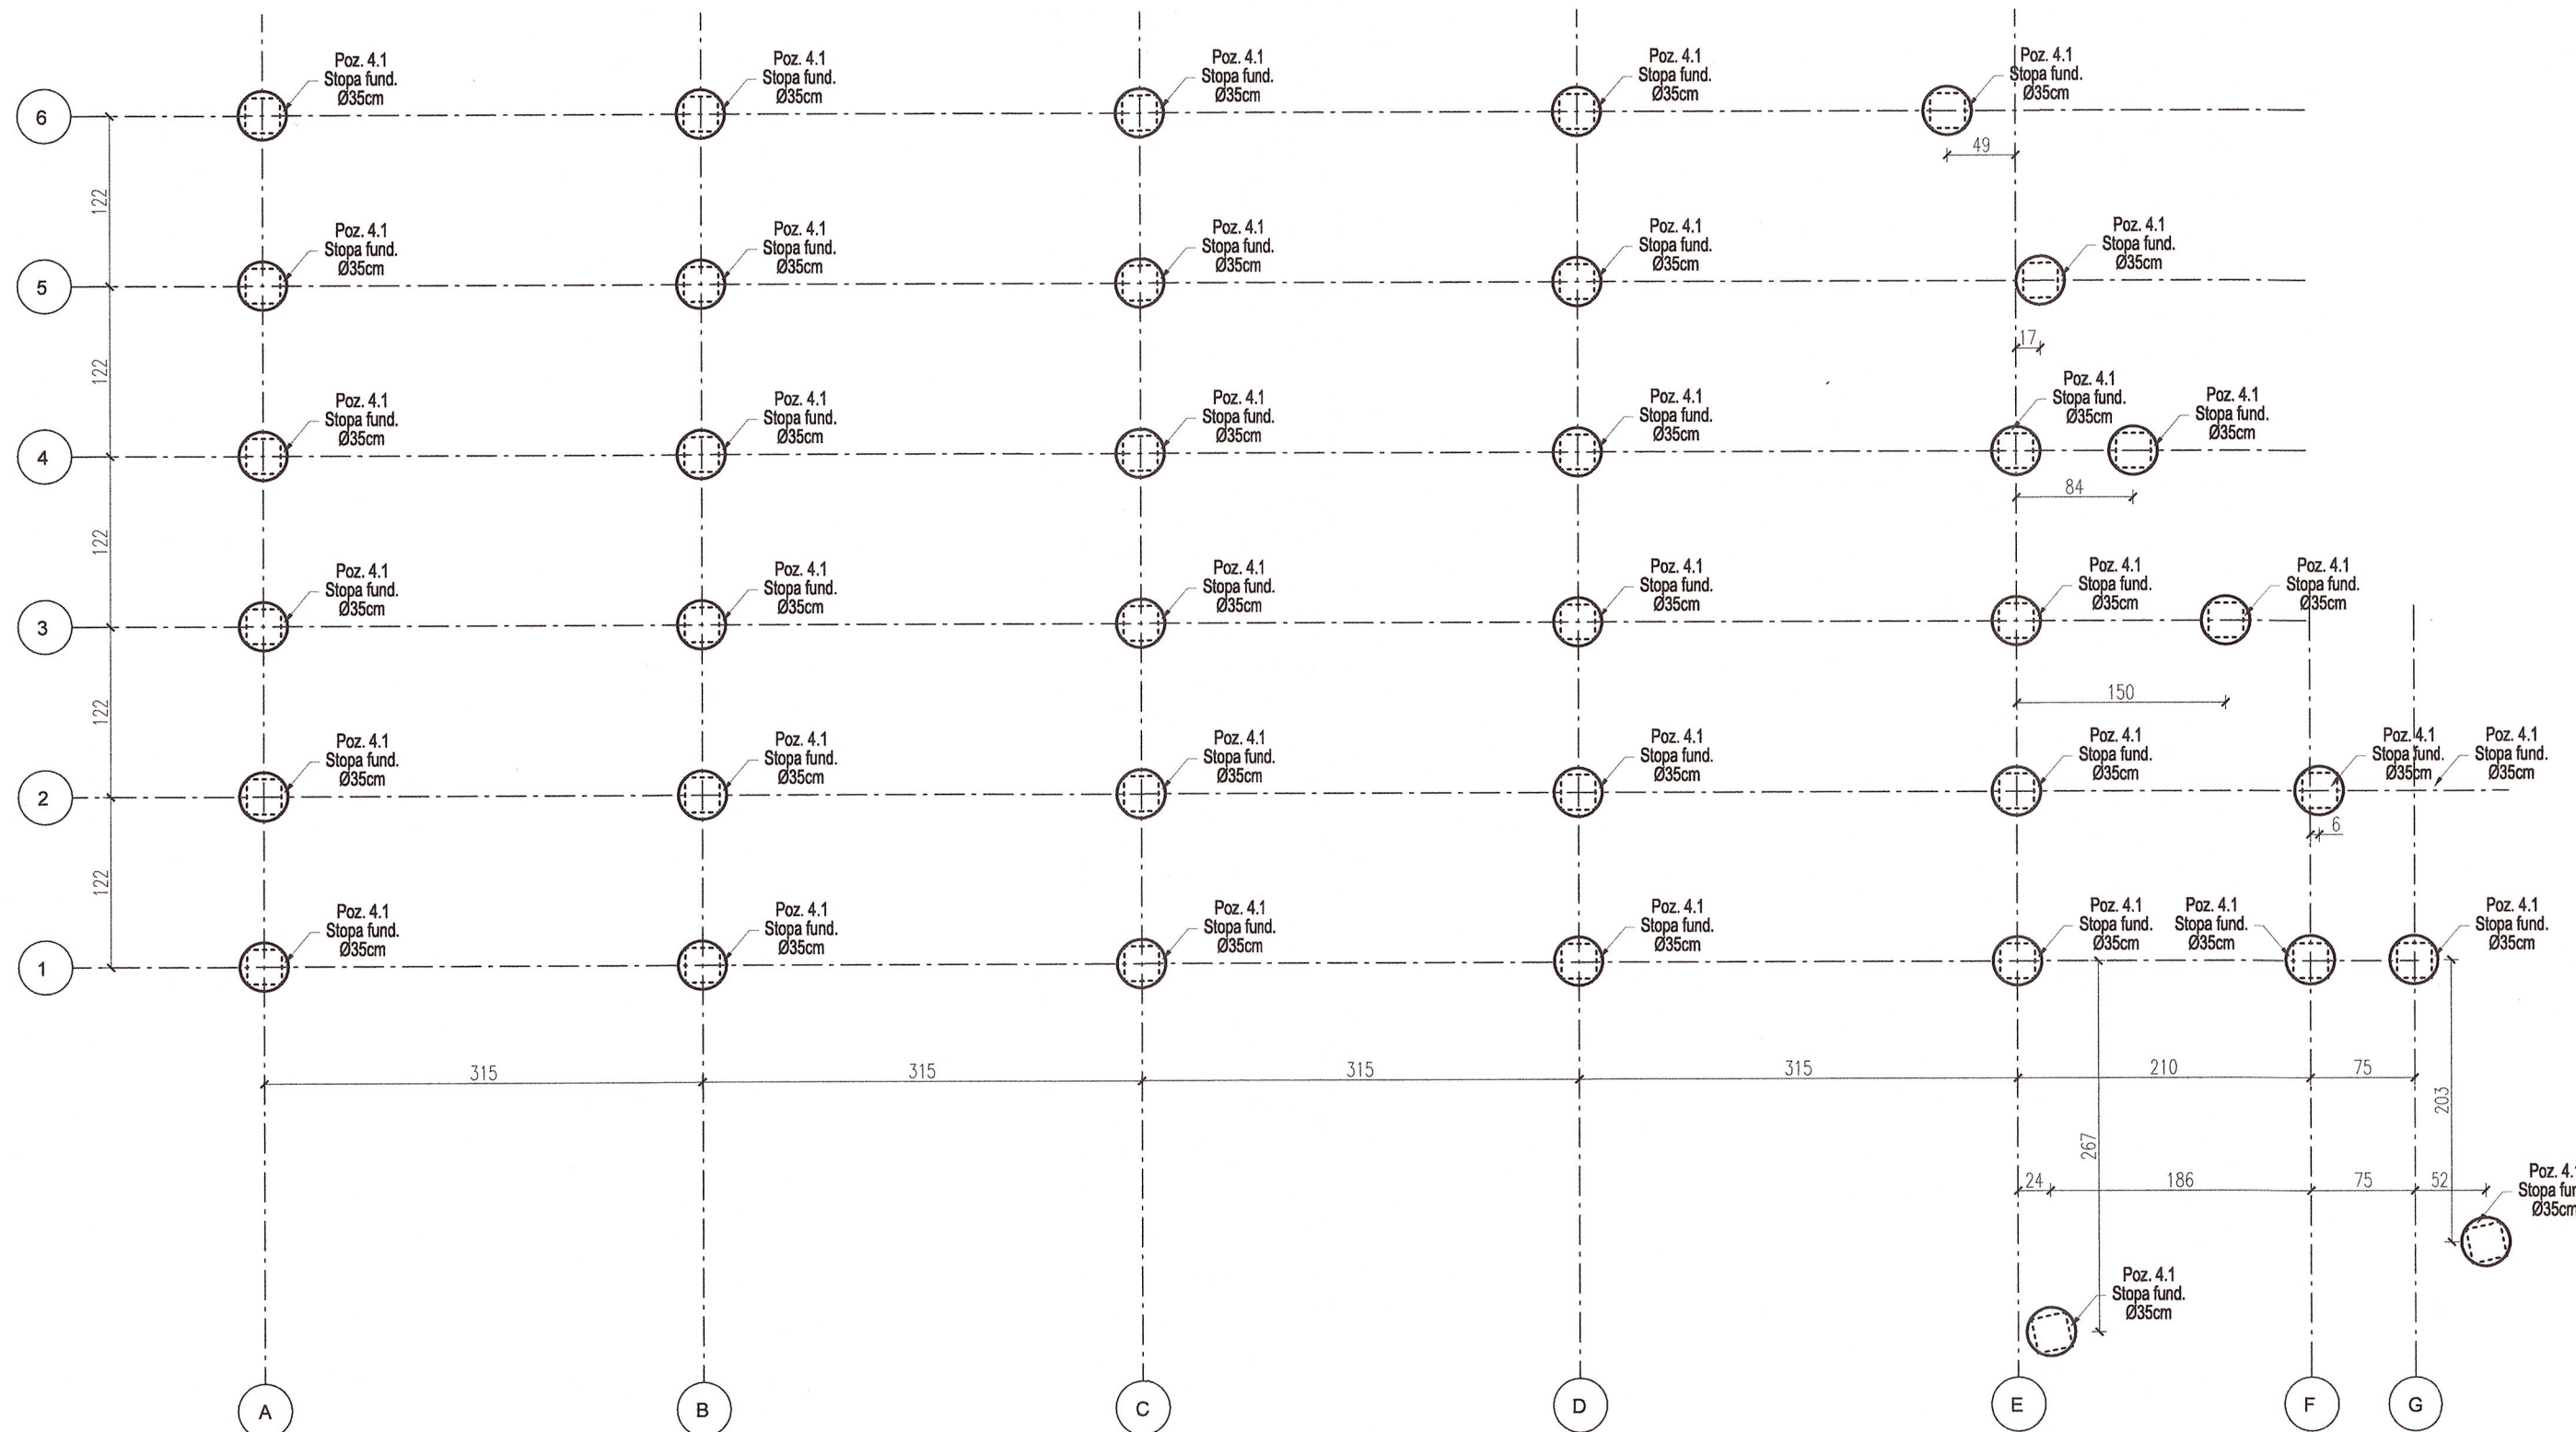 Poz. 4.1
Stopa fund.
Ø35cm
Poz. 4.1
Stopa fund.
Ø35cm
Poz. 4.1
Stopa fund.
Ø35cm
Poz. 4.1
Stopa fund.
Ø35cm
Poz. 4.1
Stopa fund.
Ø35cm
6
49
122
Poz. 4.1
Stopa fund.
Ø35cm
Poz. 4.1
Stopa fund.
Ø35cm
Poz. 4.1
Stopa fund.
Ø35cm
Poz. 4.1
Stopa fund.
Ø35cm
Poz. 4.1
Stopa fund.
Ø35cm
5
17
122
Poz. 4.1
Stopa fund.
Ø35cm
Poz. 4.1
Stopa fund.
Ø35cm
Poz. 4.1
Stopa fund.
Ø35cm
Poz. 4.1
Stopa fund.
Ø35cm
Poz. 4.1
Stopa fund.
Ø35cm
Poz. 4.1
Stopa fund.
Ø35cm
4
84
122
Poz. 4.1
Stopa fund.
Ø35cm
Poz. 4.1
Stopa fund.
Ø35cm
Poz. 4.1
Stopa fund.
Ø35cm
Poz. 4.1
Stopa fund.
Ø35cm
Poz. 4.1
Stopa fund.
Ø35cm
Poz. 4.1
Stopa fund.
Ø35cm
3
150
122
Poz. 4.1
Stopa fund.
Ø35cm
Poz. 4.1
Stopa fund.
Ø35cm
Poz. 4.1
Stopa fund.
Ø35cm
Poz. 4.1
Stopa fund.
Ø35cm
Poz. 4.1
Stopa fund.
Ø35cm
Poz. 4.1
Stopa fund.
Ø35cm
Poz. 4.1
Stopa fund.
Ø35cm
2
6
122
Poz. 4.1
Stopa fund.
Ø35cm
Poz. 4.1
Stopa fund.
Ø35cm
Poz. 4.1
Stopa fund.
Ø35cm
Poz. 4.1
Stopa fund.
Ø35cm
Poz. 4.1
Stopa fund.
Ø35cm
Poz. 4.1
Stopa fund.
Ø35cm
Poz. 4.1
Stopa fund.
Ø35cm
1
315
315
315
315
210
75
203
267
24
186
75
52
Poz. 4.
Stopa fu
Ø35cm
Poz. 4.1
Stopa fund.
Ø35cm
A
B
C
D
E
F
G